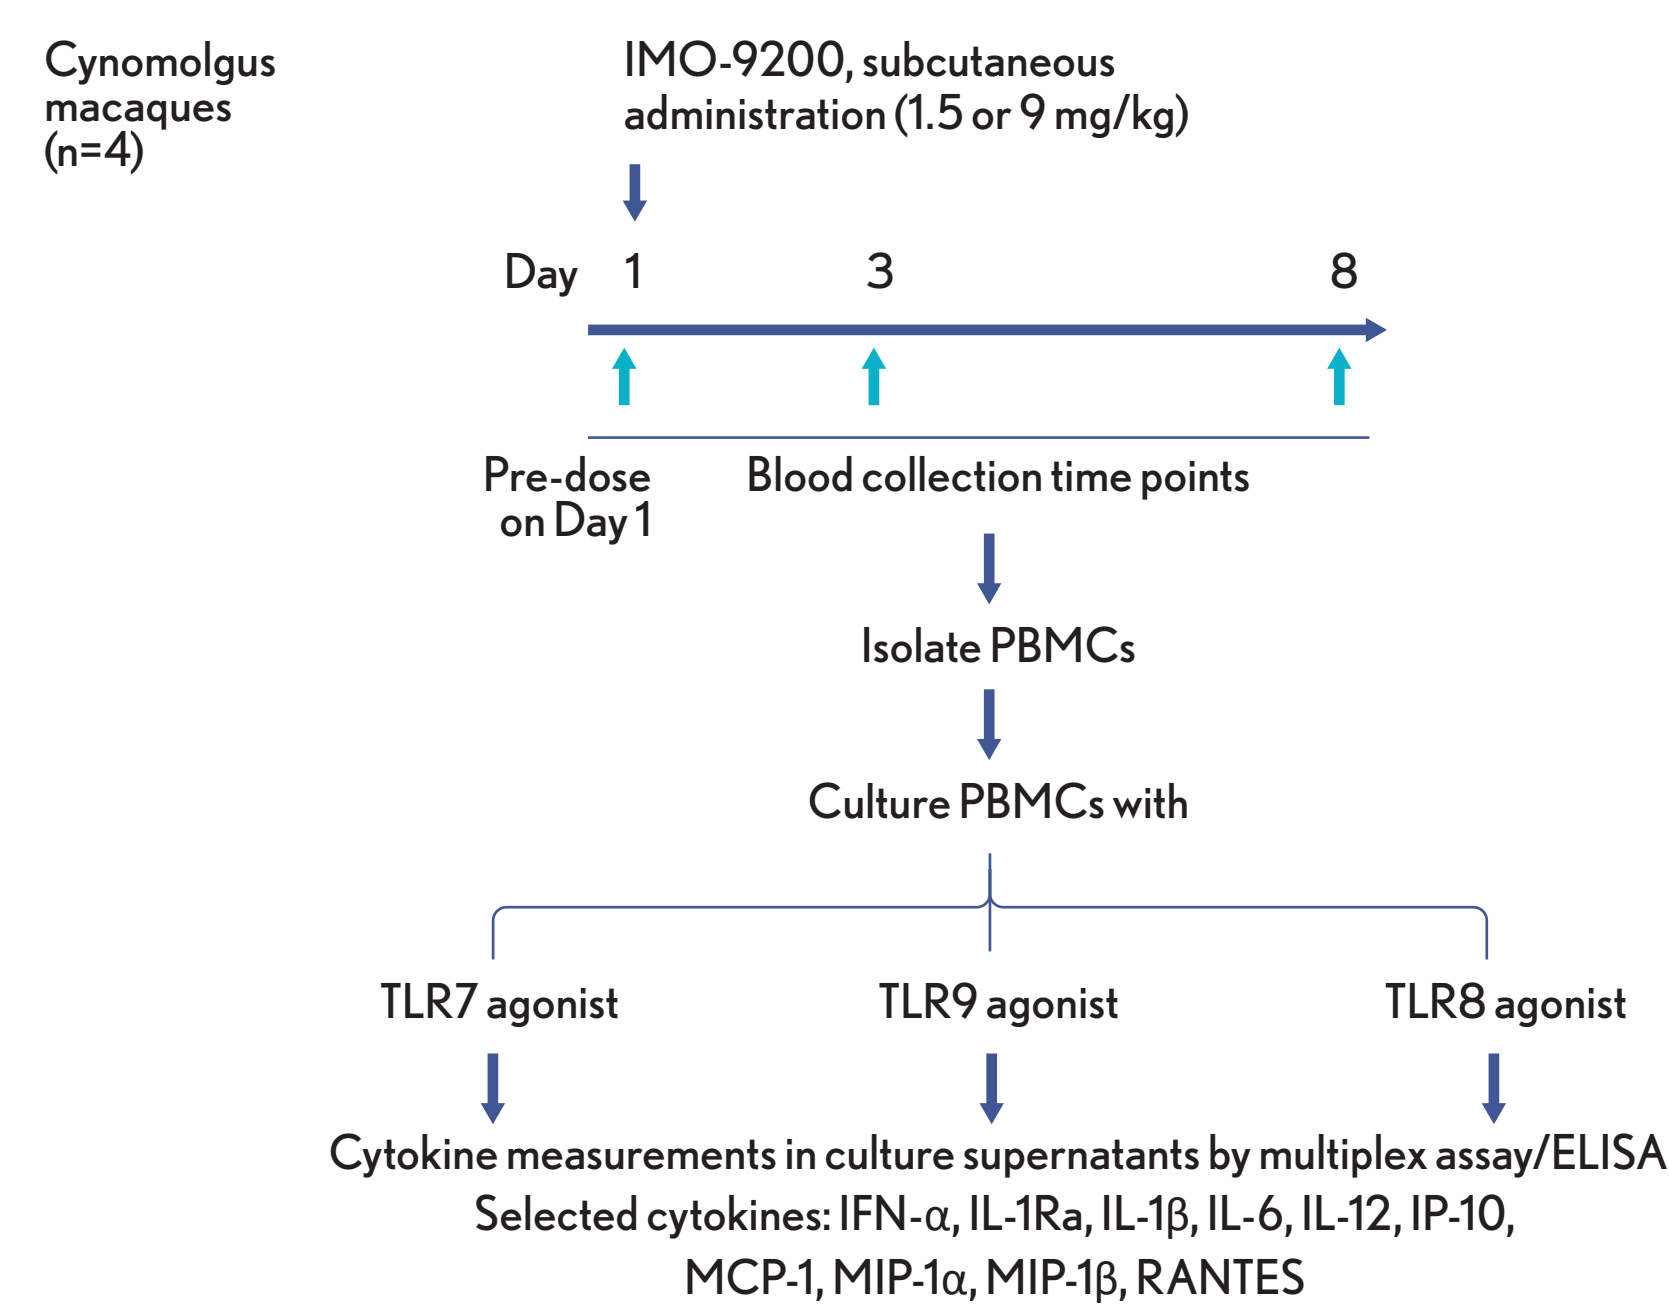 Cynomolgus
macaques
(n=4)
IMO-9200, subcutaneous
administration (1.5 or 9 mg/kg)
Day 1 3 8
Pre-dose
on Day 1
Blood collection time points
Isolate PBMCs
Culture PBMCs with
TLR7 agonist TLR9 agonist TLR8 agonist
Cytokine measurements in culture supernatants by multiplex assay/ELISA
Selected cytokines: IFN-α, IL-1Ra, IL-1β, IL-6, IL-12, IP-10,
MCP-1, MIP-1α, MIP-1β, RANTES